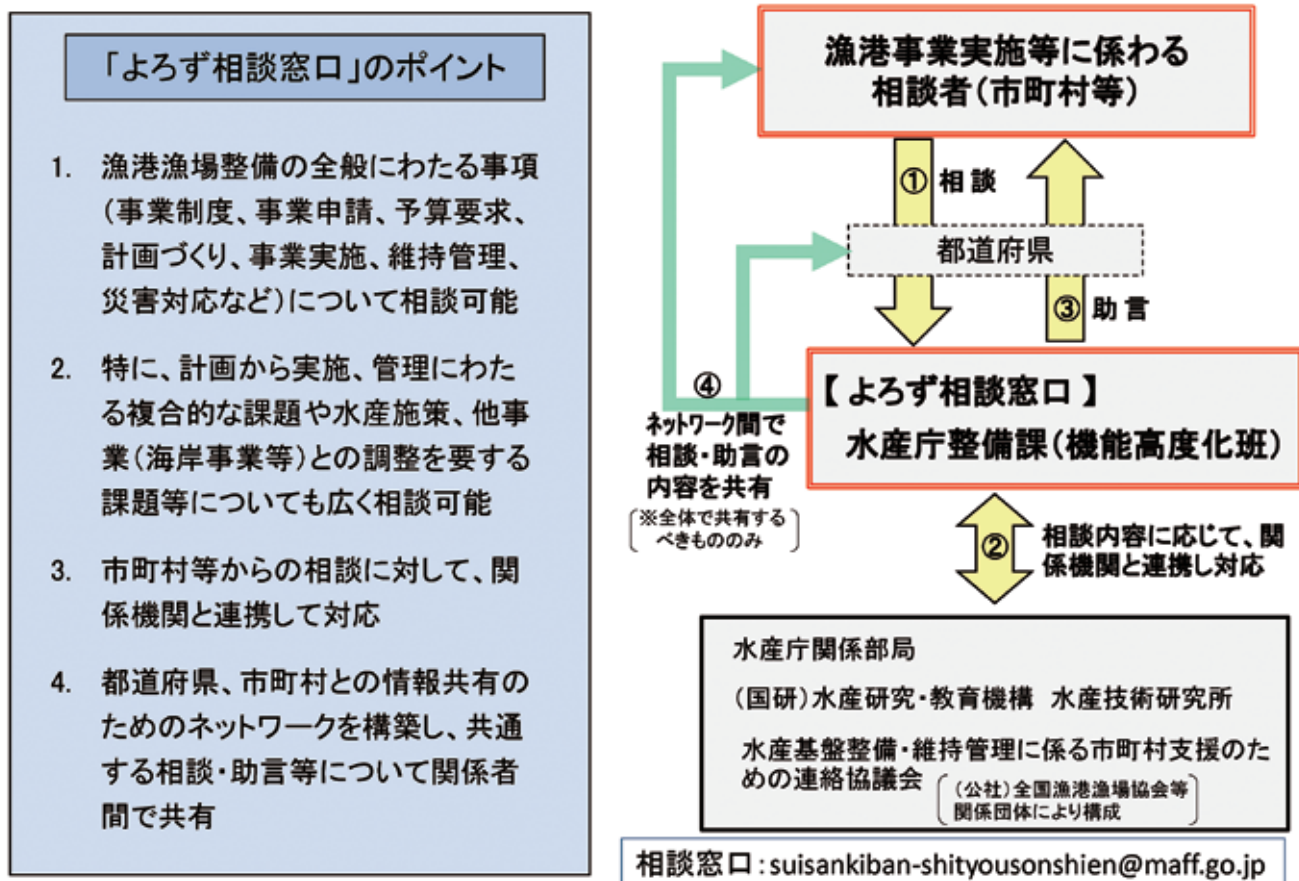 「よろず相談窓口」のポイント
1. 漁港漁場整備の全般にわたる事項
（事業制度、事業申請、予算要求、
計画づくり、事業実施、維持管理、
災害対応など）について相談可能
2. 特に、計画から実施、管理にわた
る複合的な課題や水産施策、他事
業（海岸事業等）との調整を要する
課題等についても広く相談可能
3. 市町村等からの相談に対して、関
係機関と連携して対応
4. 都道府県、市町村との情報共有の
ためのネットワークを構築し、共通
する相談・助言等について関係者
間で共有
漁港事業実施等に係わる
相談者（市町村等）
① 相談
都道府県
③ 助言
【よろず相談窓口】
水産庁整備課（機能高度化班）
④
ネットワーク間で
相談・助言の
内容を共有
※全体で共有する
べきもののみ
②
相談内容に応じて、関
係機関と連携し対応
水産庁関係部局
（国研）水産研究・教育機構 水産技術研究所
水産基盤整備・維持管理に係る市町村支援のた
めの連絡協議会
（公社）全国漁港漁場協会等
関係団体により構成
相談窓口：suisankiban-shityousonshien@maff.go.jp